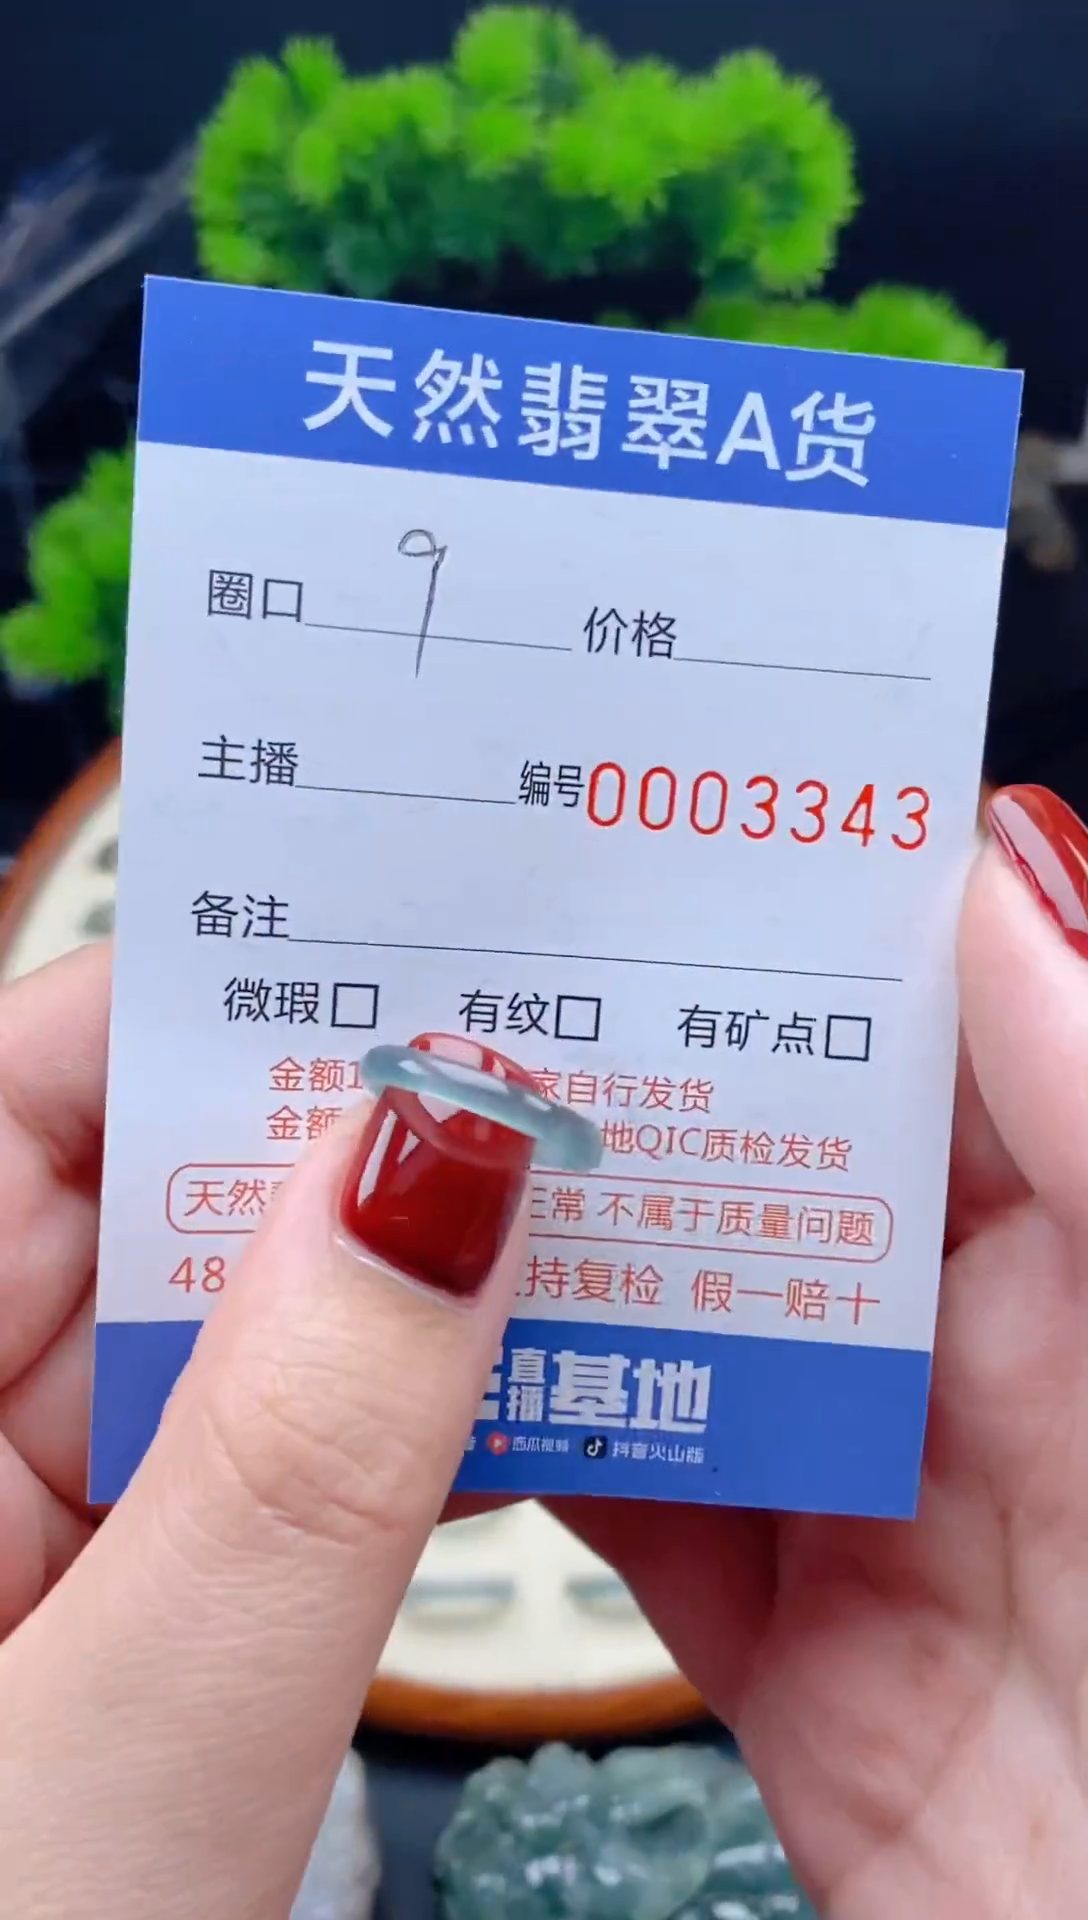 天然翡翠A货
圈口 9 价格
主播 编号0003343
备注
微瑕□ 有纹□ 有矿点□
金额1 家自行发货
金额 地QIC质检发货
天然 正常 不属于质量问题
48 持复检 假一赔十
直播基地
西瓜视频 抖音火山版